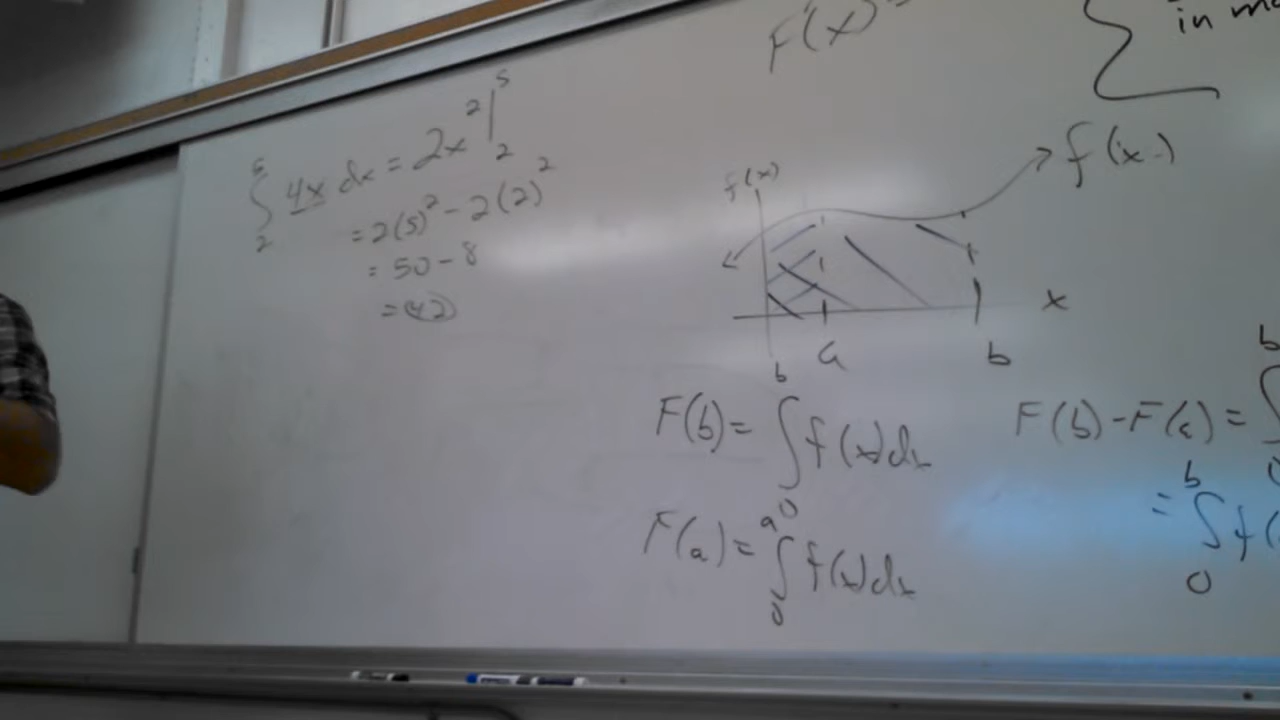 ∫₂⁵ 4x dx = 2x² |₂⁵
= 2(5)² - 2(2)²
= 50 - 8
= 42
F'(x) =
in
f(x)
f(x)
x
a
b
F(b) = ∫₀ᵇ f(x)dx
F(a) = ∫₀ᵃ f(x)dx
F(b) - F(a) = ∫₀ᵇ
= ∫₀ᵇ f(